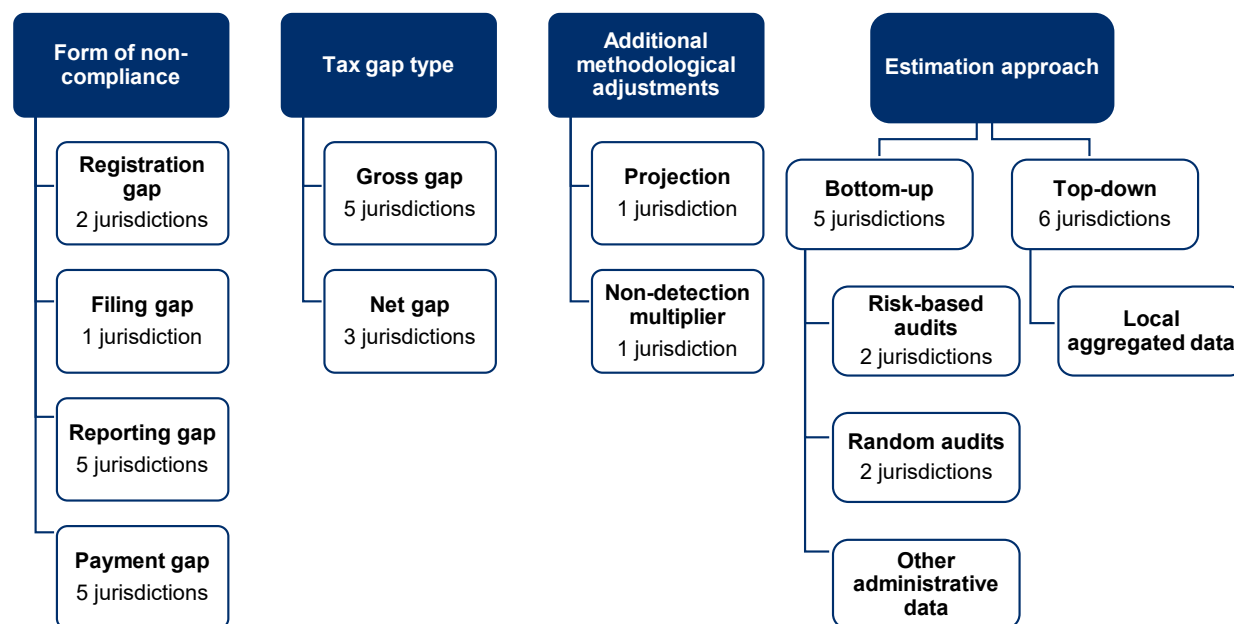 Form of non-
compliance
Registration
gap
2 jurisdictions
Filing gap
1 jurisdiction
Reporting gap
5 jurisdictions
Payment gap
5 jurisdictions
Tax gap type
Gross gap
5 jurisdictions
Net gap
3 jurisdictions
Additional
methodological
adjustments
Projection
1 jurisdiction
Non-detection
multiplier
1 jurisdiction
Estimation approach
Bottom-up
5 jurisdictions
Risk-based
audits
2 jurisdictions
Random audits
2 jurisdictions
Other
administrative
data
Top-down
6 jurisdictions
Local
aggregated data